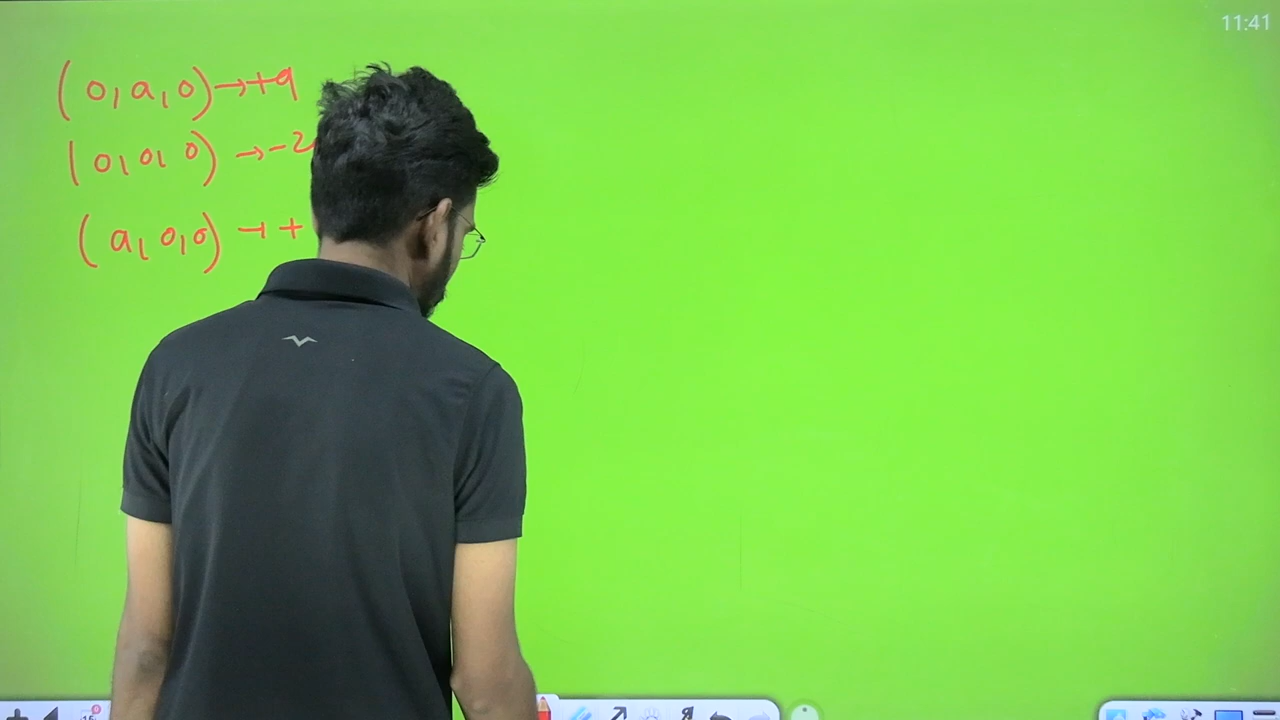 11:41
(0, a, 0) → +q
(0, 0, 0) → -2
(a, 0, 0) → +